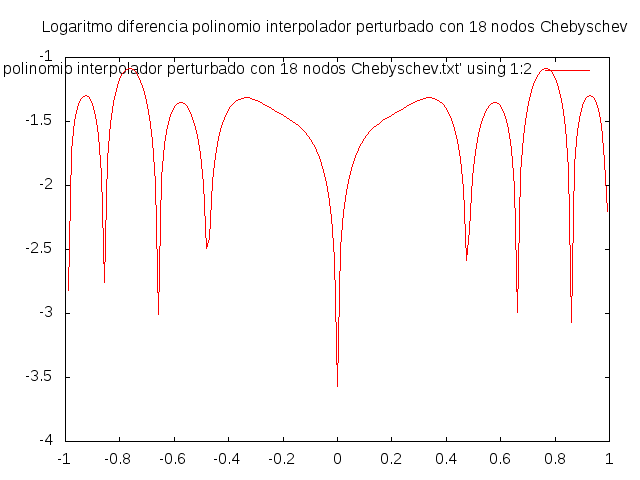 Logaritmo diferencia polinomio interpolador perturbado con 18 nodos Chebyschev
polinomio interpolador perturbado con 18 nodos Chebyschev.txt' using 1:2
-1
-1.5
-2
-2.5
-3
-3.5
-4
-1 -0.8 -0.6 -0.4 -0.2 0 0.2 0.4 0.6 0.8 1